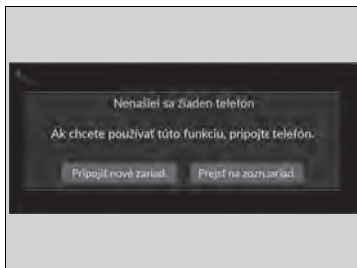 Nenašiel sa žiaden telefón
Ak chcete používať túto funkciu, pripojte telefón.
Pripojiť nové zariad.
Prejsť na zozn.zariad.